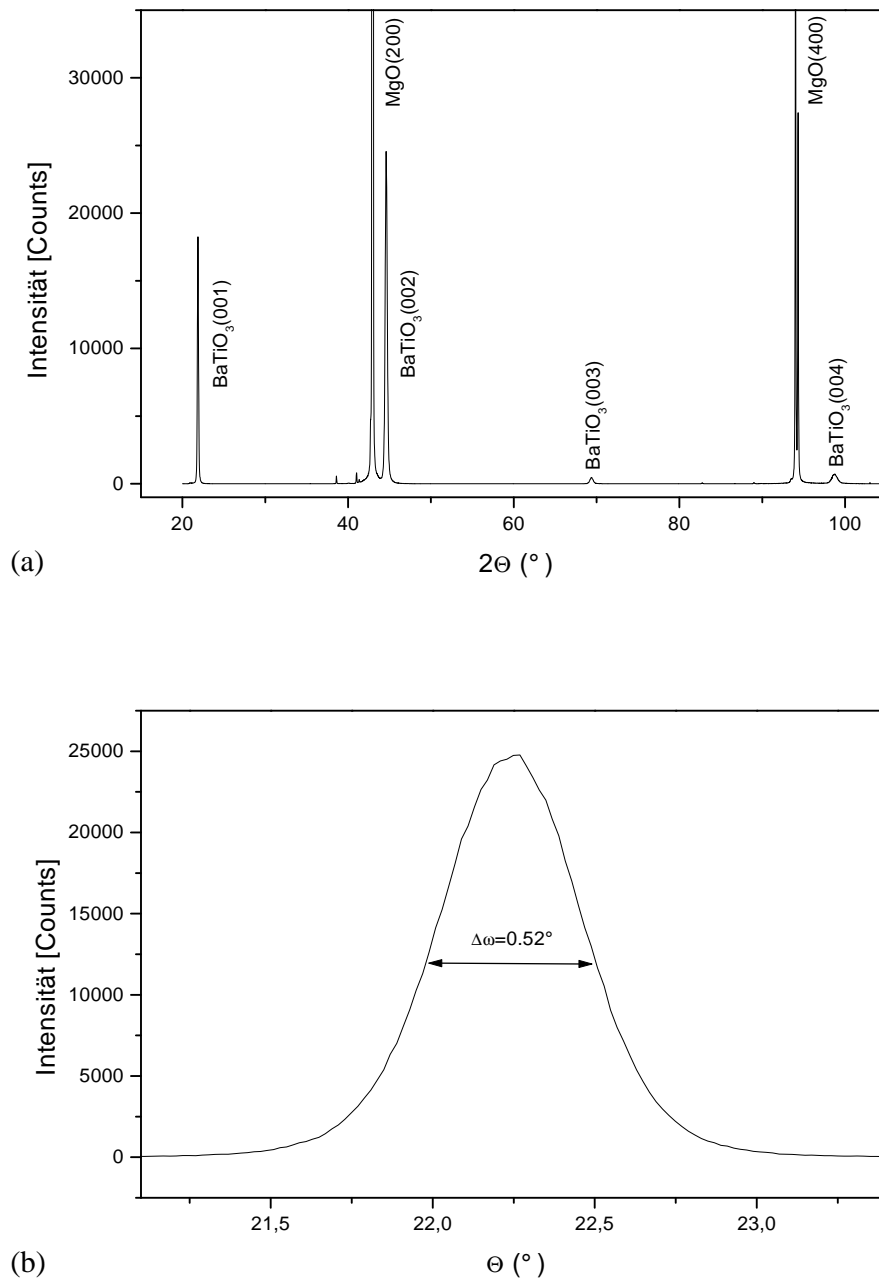 30000
20000
10000
0
Intensität [Counts]
BaTiO₃(001)
MgO(200)
BaTiO₃(002)
BaTiO₃(003)
MgO(400)
BaTiO₃(004)
20 40 60 80 100
2Θ (°)
(a)
25000
20000
15000
10000
5000
0
Intensität [Counts]
Δω=0.52°
21,5 22,0 22,5 23,0
Θ (°)
(b)